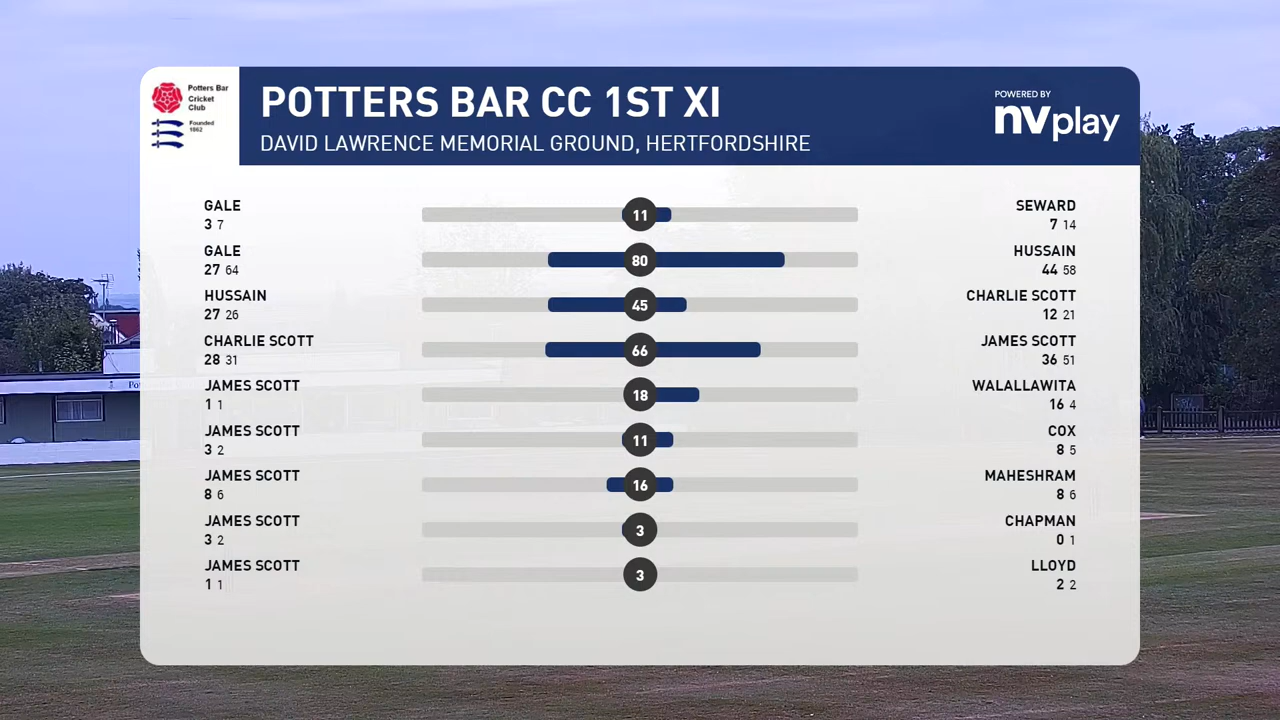 Potters Bar
Cricket
Club
Founded
1862
POTTERS BAR CC 1ST XI
DAVID LAWRENCE MEMORIAL GROUND, HERTFORDSHIRE
POWERED BY
nvplay
GALE 11 SEWARD
3 7 7 14
GALE 80 HUSSAIN
27 64 44 58
HUSSAIN 45 CHARLIE SCOTT
27 26 12 21
CHARLIE SCOTT 66 JAMES SCOTT
28 31 36 51
JAMES SCOTT 18 WALALLAWITA
1 1 16 4
JAMES SCOTT 11 COX
3 2 8 5
JAMES SCOTT 16 MAHESHRAM
8 6 8 6
JAMES SCOTT 3 CHAPMAN
3 2 0 1
JAMES SCOTT 3 LLOYD
1 1 2 2